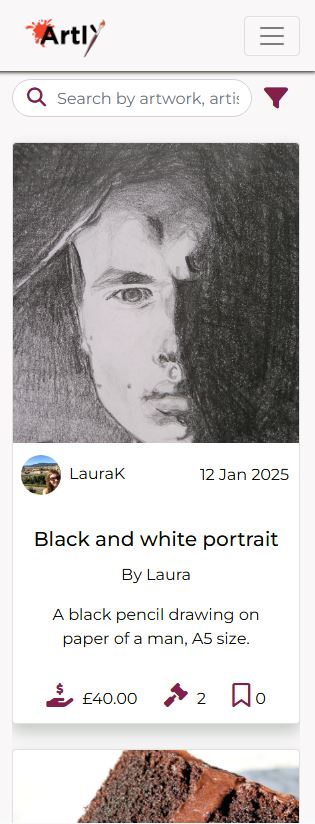 Artly
Search by artwork, artis
LauraK
12 Jan 2025
Black and white portrait
By Laura
A black pencil drawing on
paper of a man, A5 size.
$ £40.00 2 0